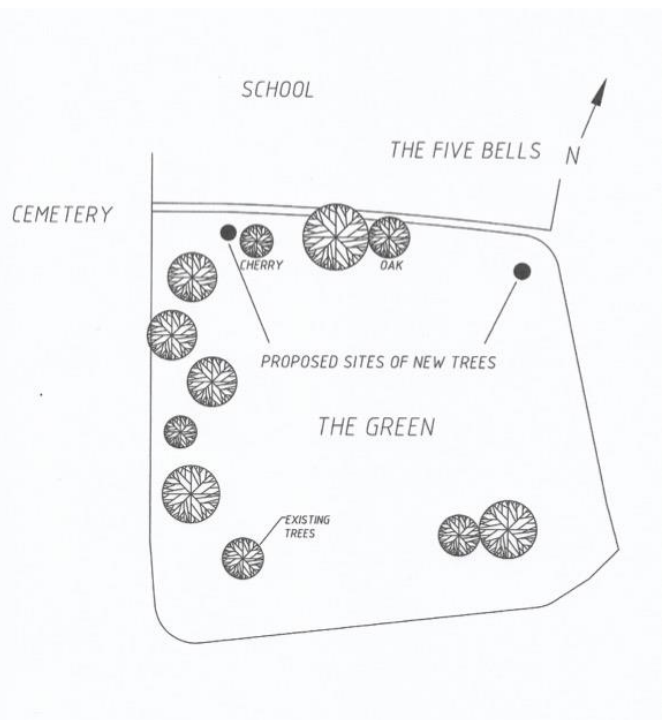 SCHOOL
THE FIVE BELLS
N
CEMETERY
CHERRY
OAK
PROPOSED SITES OF NEW TREES
THE GREEN
EXISTING
TREES